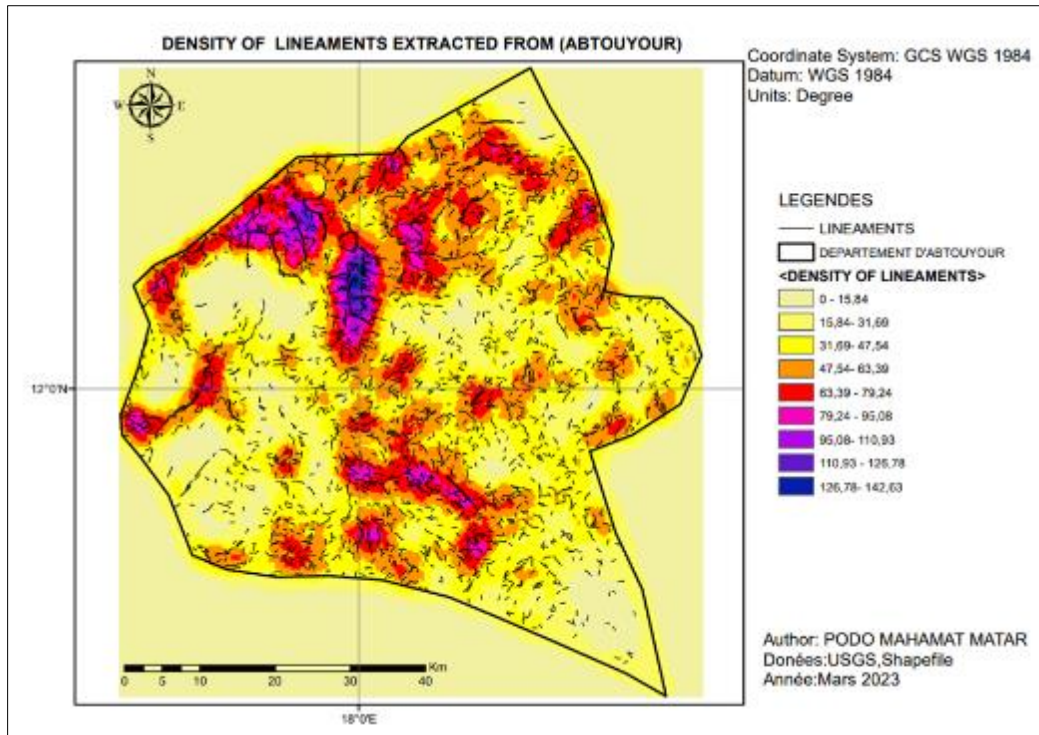 DENSITY OF LINEAMENTS EXTRACTED FROM (ABTOUYOUR)
Coordinate System: GCS WGS 1984
Datum: WGS 1984
Units: Degree
N
W E
S
LEGENDES
LINEAMENTS
DEPARTEMENT D'ABTOUYOUR
<DENSITY OF LINEAMENTS>
0 - 15,84
15,84- 31,69
31,69- 47,54
47,54- 63,39
63,39 - 79,24
79,24 - 95,08
95,08- 110,93
110,93 - 126,78
126,78- 142,63
12°0'N
Km
0 5 10 20 30 40
18°0'E
Author: PODO MAHAMAT MATAR
Donées:USGS,Shapefile
Année:Mars 2023